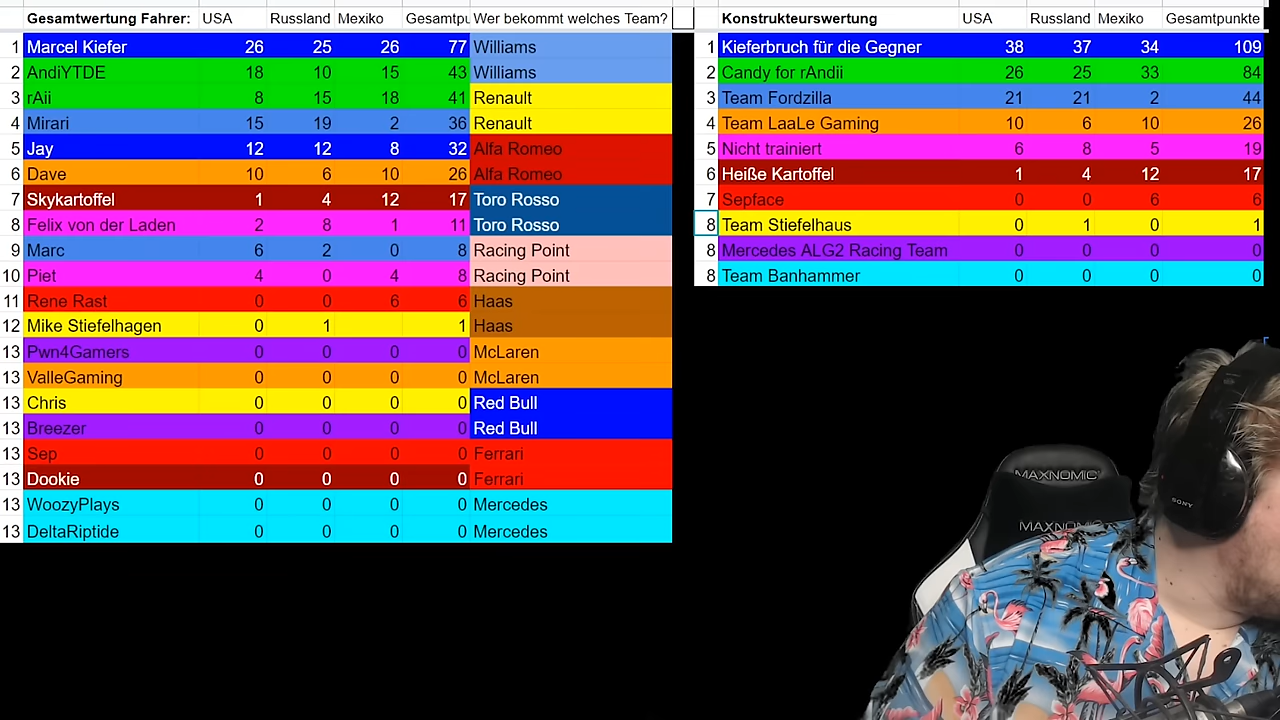 Gesamtwertung Fahrer: USA Russland Mexiko Gesamtpu Wer bekommt welches Team?
1 Marcel Kiefer 26 25 26 77 Williams
2 AndiYTDE 18 10 15 43 Williams
3 rAii 8 15 18 41 Renault
4 Mirari 15 19 2 36 Renault
5 Jay 12 12 8 32 Alfa Romeo
6 Dave 10 6 10 26 Alfa Romeo
7 Skykartoffel 1 4 12 17 Toro Rosso
8 Felix von der Laden 2 8 1 11 Toro Rosso
9 Marc 6 2 0 8 Racing Point
10 Piet 4 0 4 8 Racing Point
11 Rene Rast 0 0 6 6 Haas
12 Mike Stiefelhagen 0 1 1 Haas
13 Pwn4Gamers 0 0 0 0 McLaren
13 ValleGaming 0 0 0 0 McLaren
13 Chris 0 0 0 0 Red Bull
13 Breezer 0 0 0 0 Red Bull
13 Sep 0 0 0 0 Ferrari
13 Dookie 0 0 0 0 Ferrari
13 WoozyPlays 0 0 0 0 Mercedes
13 DeltaRiptide 0 0 0 0 Mercedes
Konstrukteurswertung USA Russland Mexiko Gesamtpunkte
1 Kieferbruch für die Gegner 38 37 34 109
2 Candy for rAndii 26 25 33 84
3 Team Fordzilla 21 21 2 44
4 Team LaaLe Gaming 10 6 10 26
5 Nicht trainiert 6 8 5 19
6 Heiße Kartoffel 1 4 12 17
7 Sepface 0 0 6 6
8 Team Stiefelhaus 0 1 0 1
8 Mercedes ALG2 Racing Team 0 0 0 0
8 Team Banhammer 0 0 0 0
MAXNOMIC
MAXNOMIC
SONY